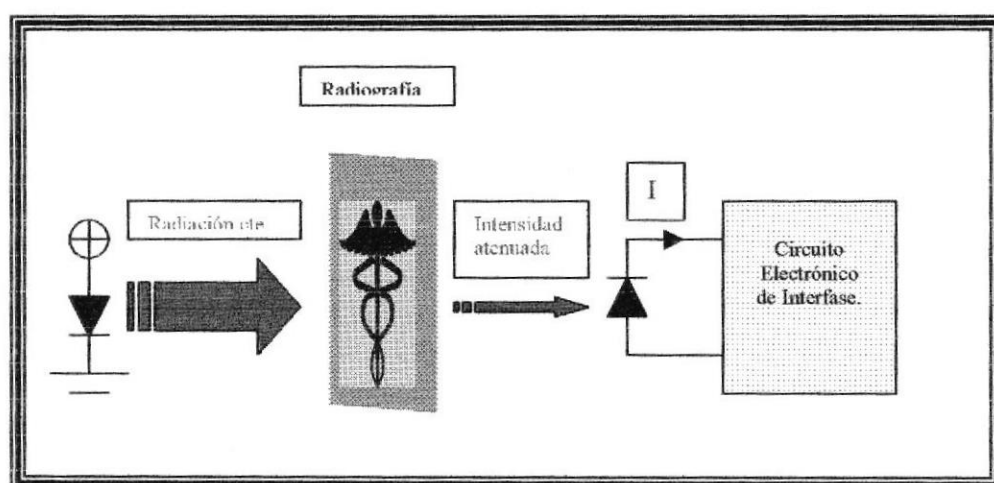 Radiografía
Radiación cte
Intensidad
atenuada
I
Circuito
Electrónico
de Interfase.